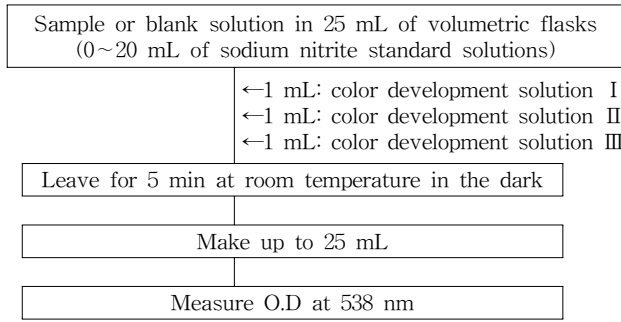 Sample or blank solution in 25 mL of volumetric flasks
(0~20 mL of sodium nitrite standard solutions)
←1 mL: color development solution Ⅰ
←1 mL: color development solution Ⅱ
←1 mL: color development solution Ⅲ
Leave for 5 min at room temperature in the dark
Make up to 25 mL
Measure O.D at 538 nm